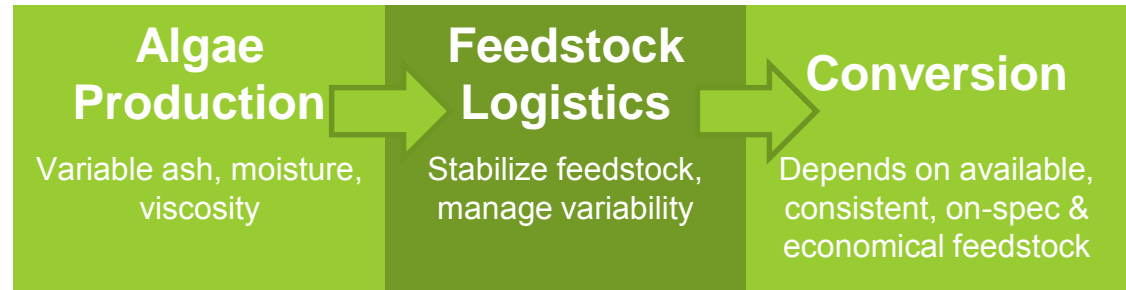 Algae
Production
Variable ash, moisture,
viscosity
Feedstock
Logistics
Stabilize feedstock,
manage variability
Conversion
Depends on available,
consistent, on-spec &
economical feedstock